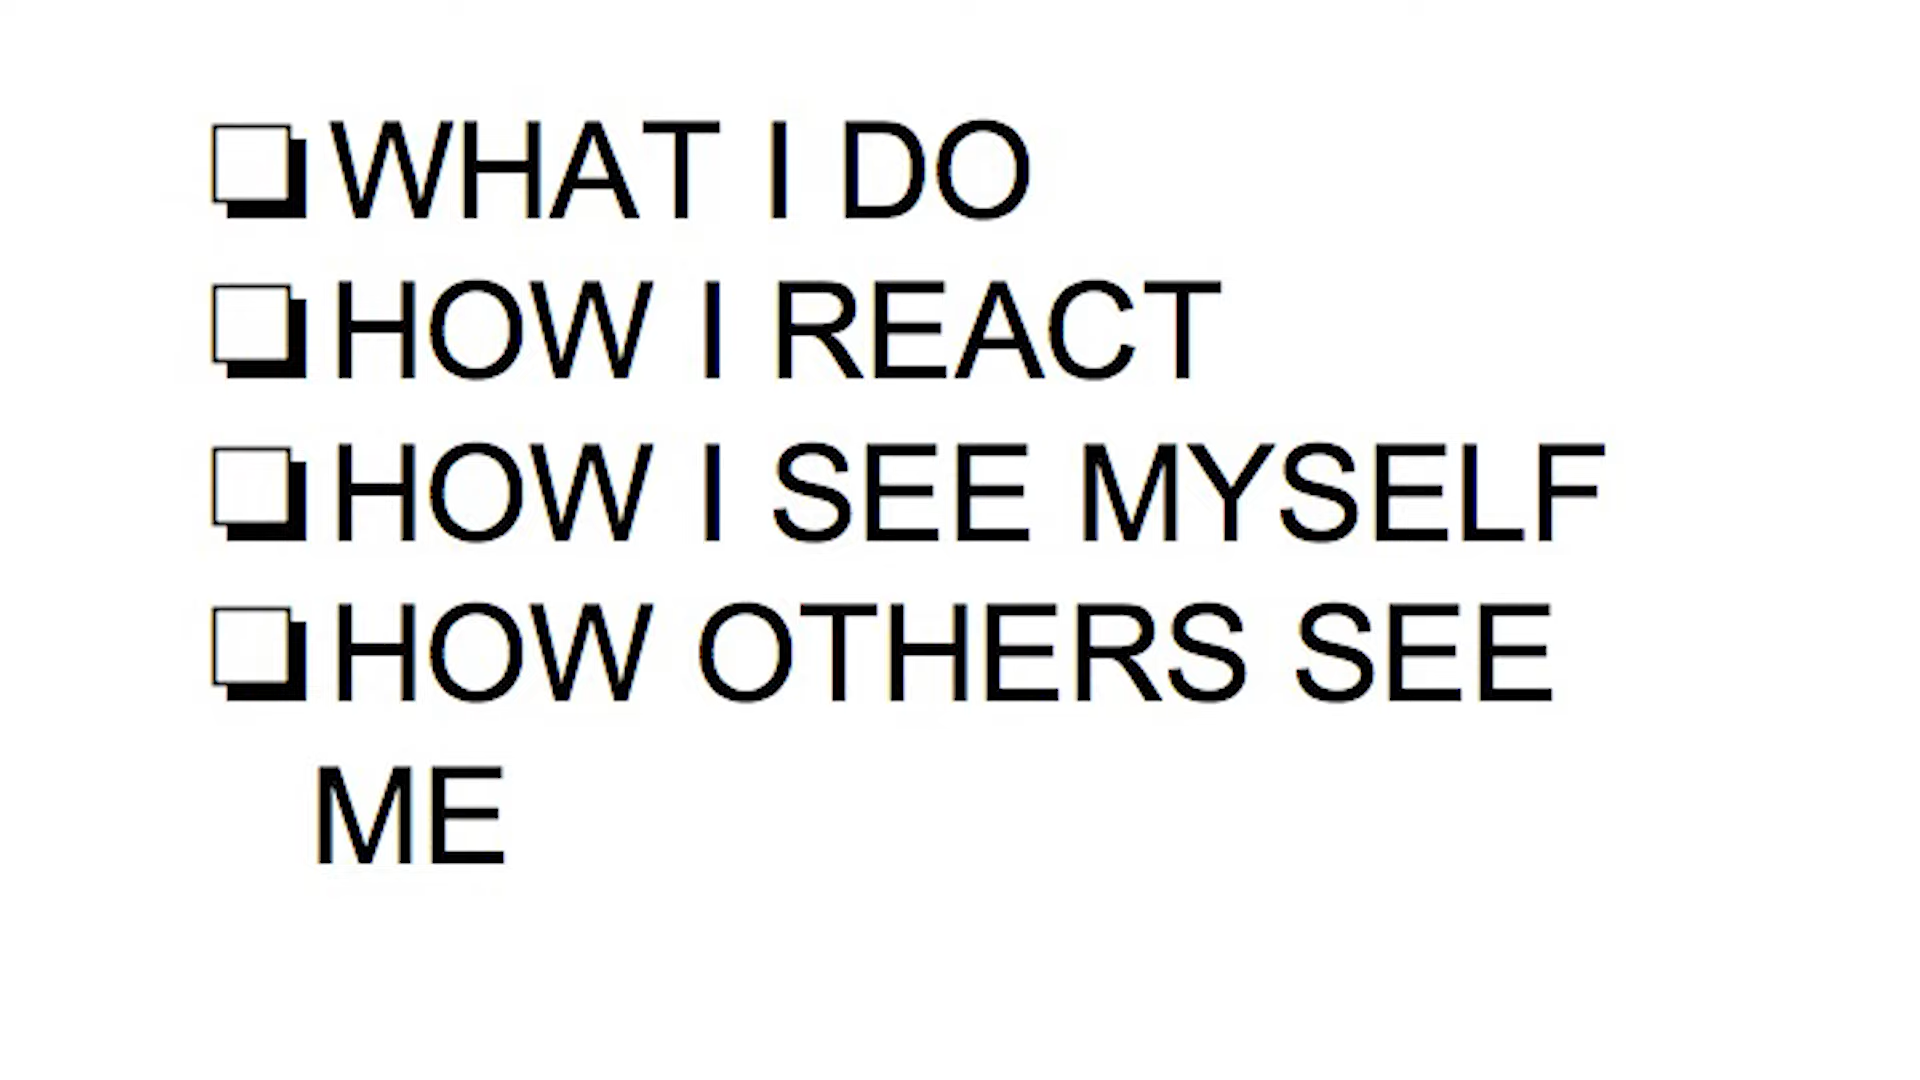 ❑WHAT I DO
❑HOW I REACT
❑HOW I SEE MYSELF
❑HOW OTHERS SEE
ME